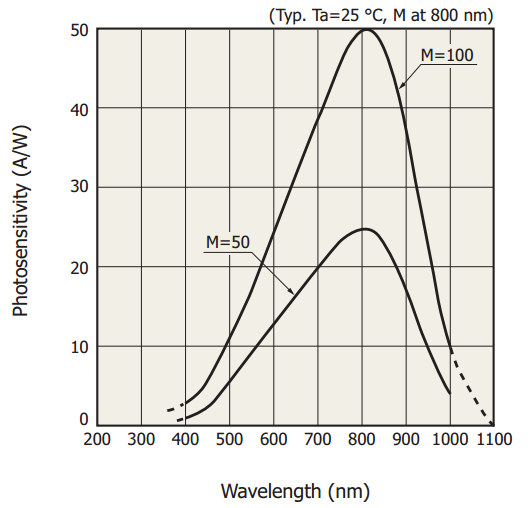 (Typ. Ta=25 °C, M at 800 nm)
50
40
30
20
10
0
Photosensitivity (A/W)
M=100
M=50
200 300 400 500 600 700 800 900 1000 1100
Wavelength (nm)